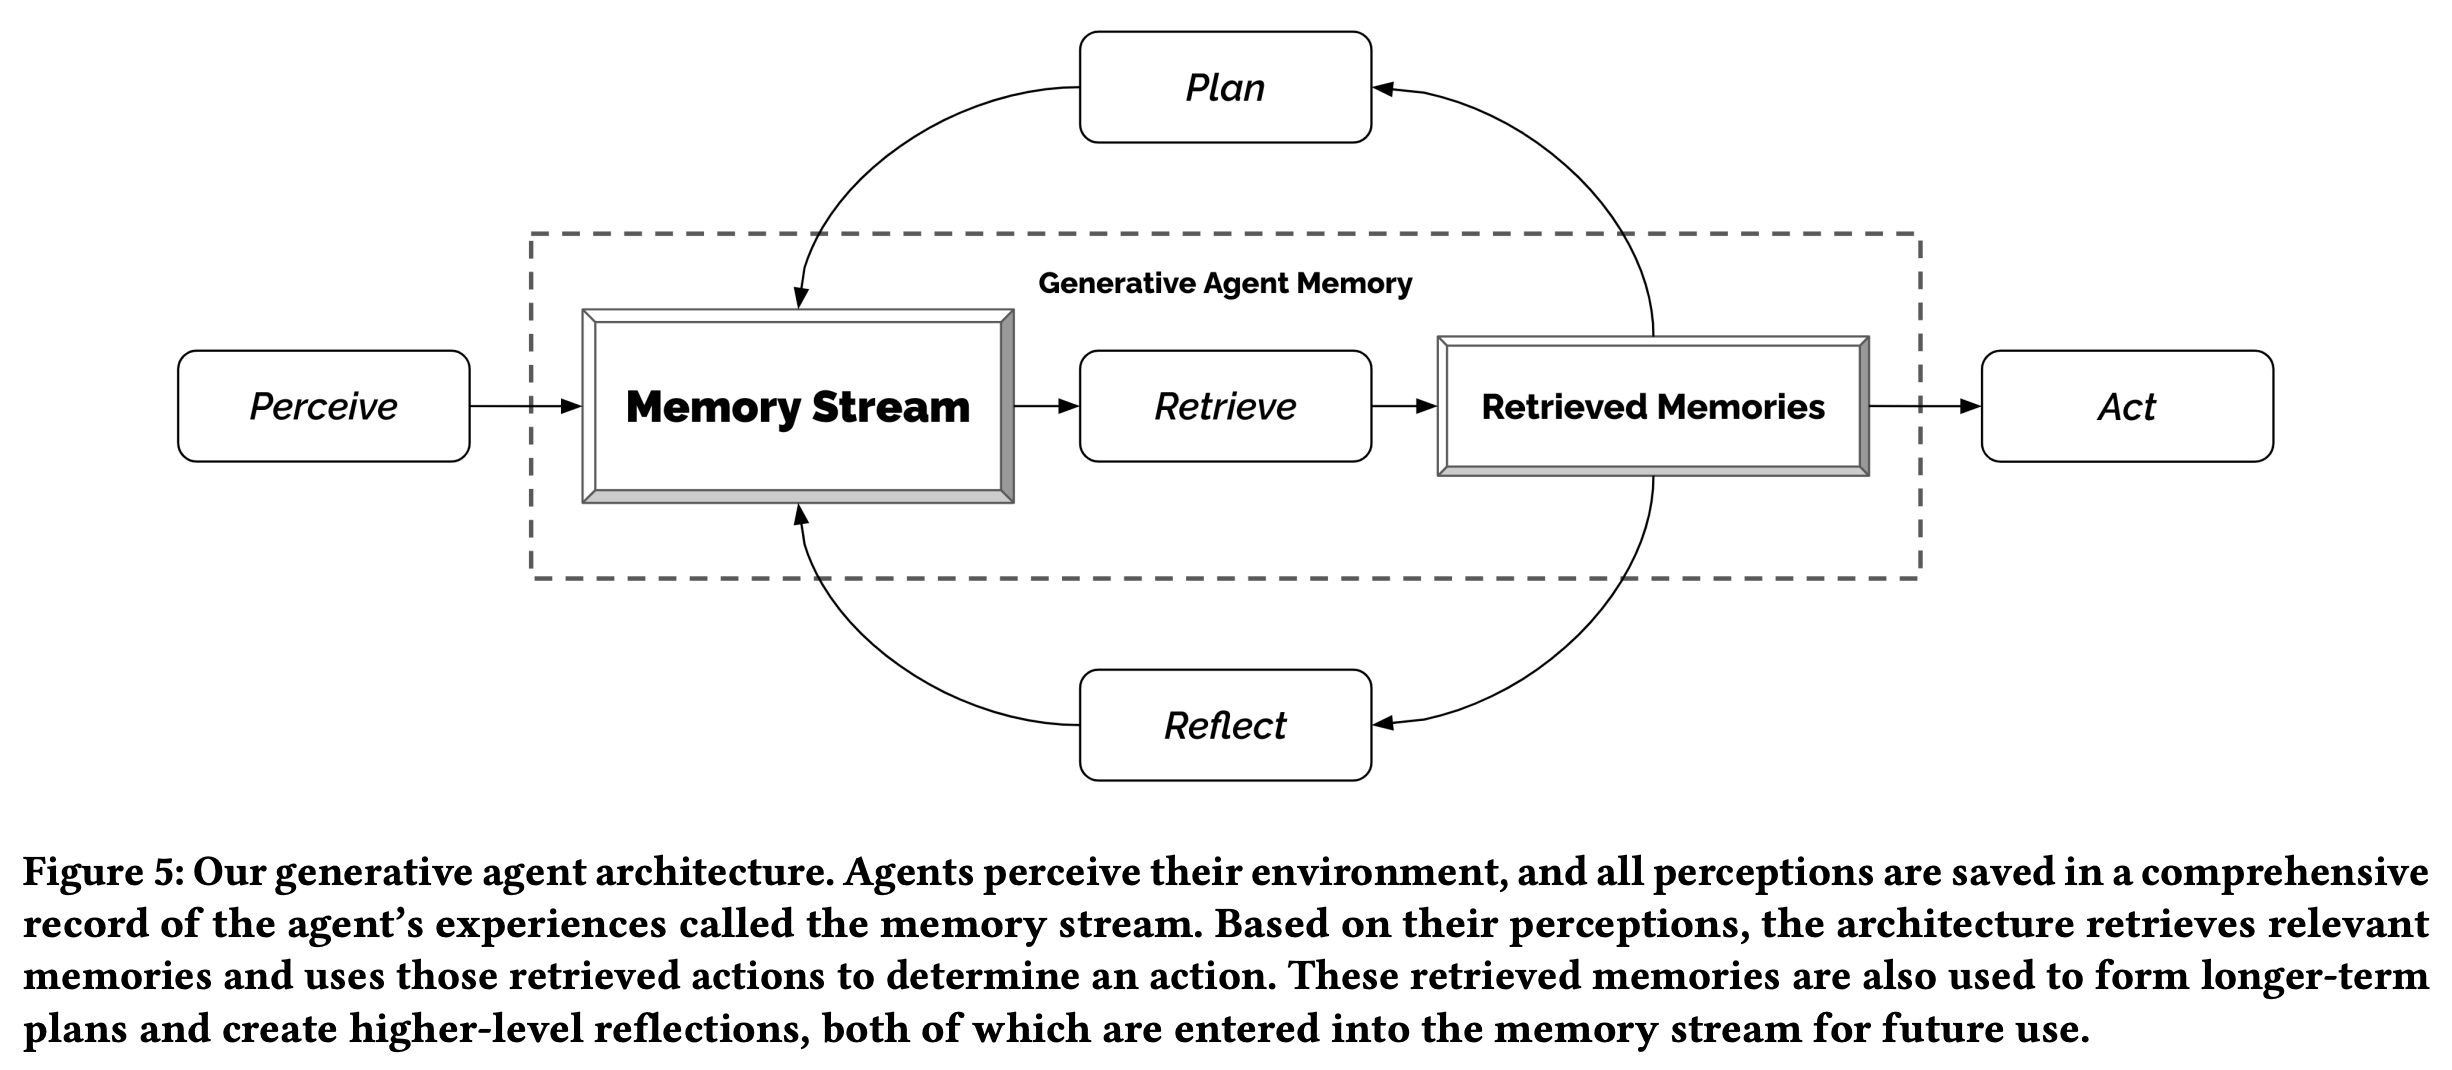 Plan
Generative Agent Memory
Perceive
Memory Stream
Retrieve
Retrieved Memories
Act
Reflect
Figure 5: Our generative agent architecture. Agents perceive their environment, and all perceptions are saved in a comprehensive
record of the agent’s experiences called the memory stream. Based on their perceptions, the architecture retrieves relevant
memories and uses those retrieved actions to determine an action. These retrieved memories are also used to form longer-term
plans and create higher-level reflections, both of which are entered into the memory stream for future use.